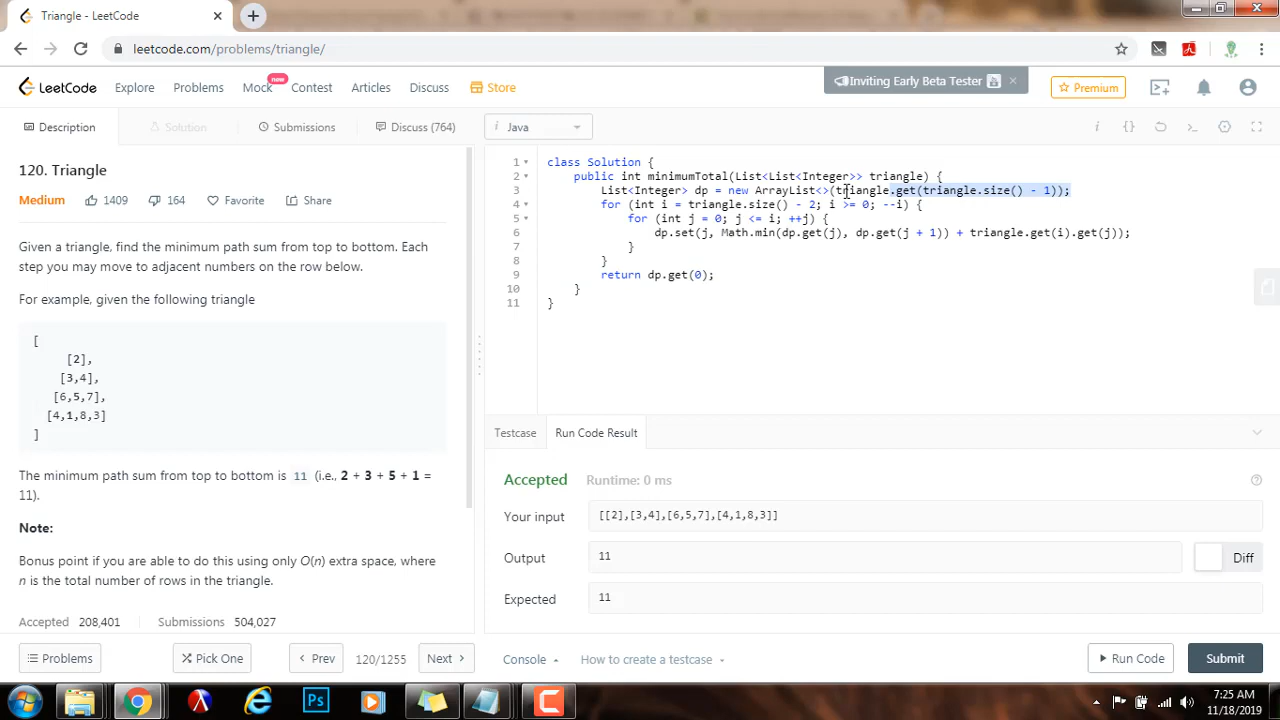 Triangle - LeetCode
leetcode.com/problems/triangle/
LeetCode
Explore
Problems
Mock
new
Contest
Articles
Discuss
Store
Inviting Early Beta Tester
Premium
Description
Solution
Submissions
Discuss (764)
i Java
120. Triangle
Medium 1409 164 Favorite Share
Given a triangle, find the minimum path sum from top to bottom. Each
step you may move to adjacent numbers on the row below.
For example, given the following triangle
[
[2],
[3,4],
[6,5,7],
[4,1,8,3]
]
The minimum path sum from top to bottom is 11 (i.e., 2 + 3 + 5 + 1 =
11).
Note:
Bonus point if you are able to do this using only O(n) extra space, where
n is the total number of rows in the triangle.
Accepted 208,401 Submissions 504,027
Problems
Pick One
Prev
120/1255
Next
1 class Solution {
2 public int minimumTotal(List<List<Integer>> triangle) {
3 List<Integer> dp = new ArrayList<>(triangle.get(triangle.size() - 1));
4 for (int i = triangle.size() - 2; i >= 0; --i) {
5 for (int j = 0; j <= i; ++j) {
6 dp.set(j, Math.min(dp.get(j), dp.get(j + 1)) + triangle.get(i).get(j));
7 }
8 }
9 return dp.get(0);
10 }
11 }
Testcase
Run Code Result
Accepted Runtime: 0 ms
Your input [[2],[3,4],[6,5,7],[4,1,8,3]]
Output 11
Diff
Expected 11
Console
How to create a testcase
Run Code
Submit
Ps
7:25 AM
11/18/2019